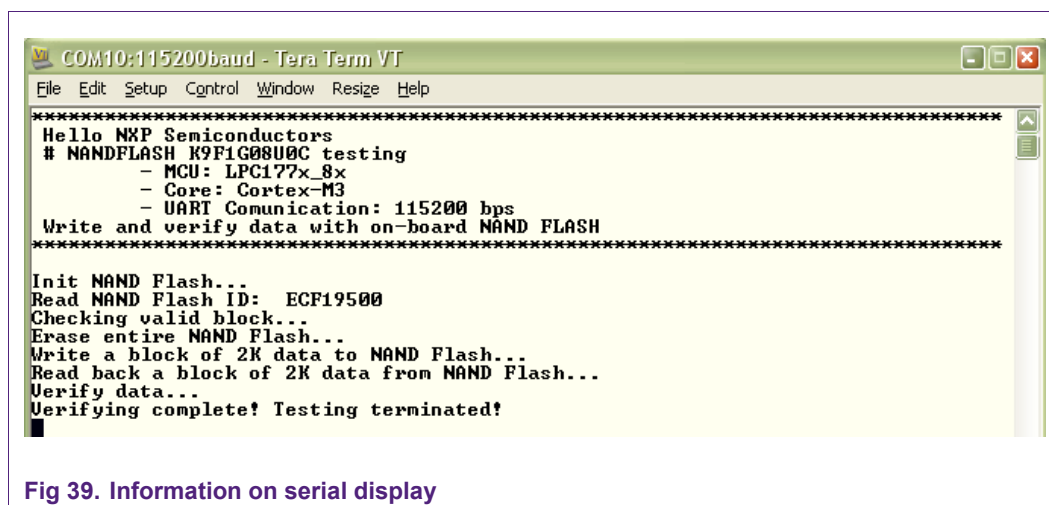 COM10:115200baud - Tera Term VT
File Edit Setup Control Window Resize Help
********************************************************************************
Hello NXP Semiconductors
# NANDFLASH K9F1G08U0C testing
- MCU: LPC177x_8x
- Core: Cortex-M3
- UART Comunication: 115200 bps
Write and verify data with on-board NAND FLASH
********************************************************************************
Init NAND Flash...
Read NAND Flash ID: ECF19500
Checking valid block...
Erase entire NAND Flash...
Write a block of 2K data to NAND Flash...
Read back a block of 2K data from NAND Flash...
Verify data...
Verifying complete! Testing terminated!
Fig 39. Information on serial display